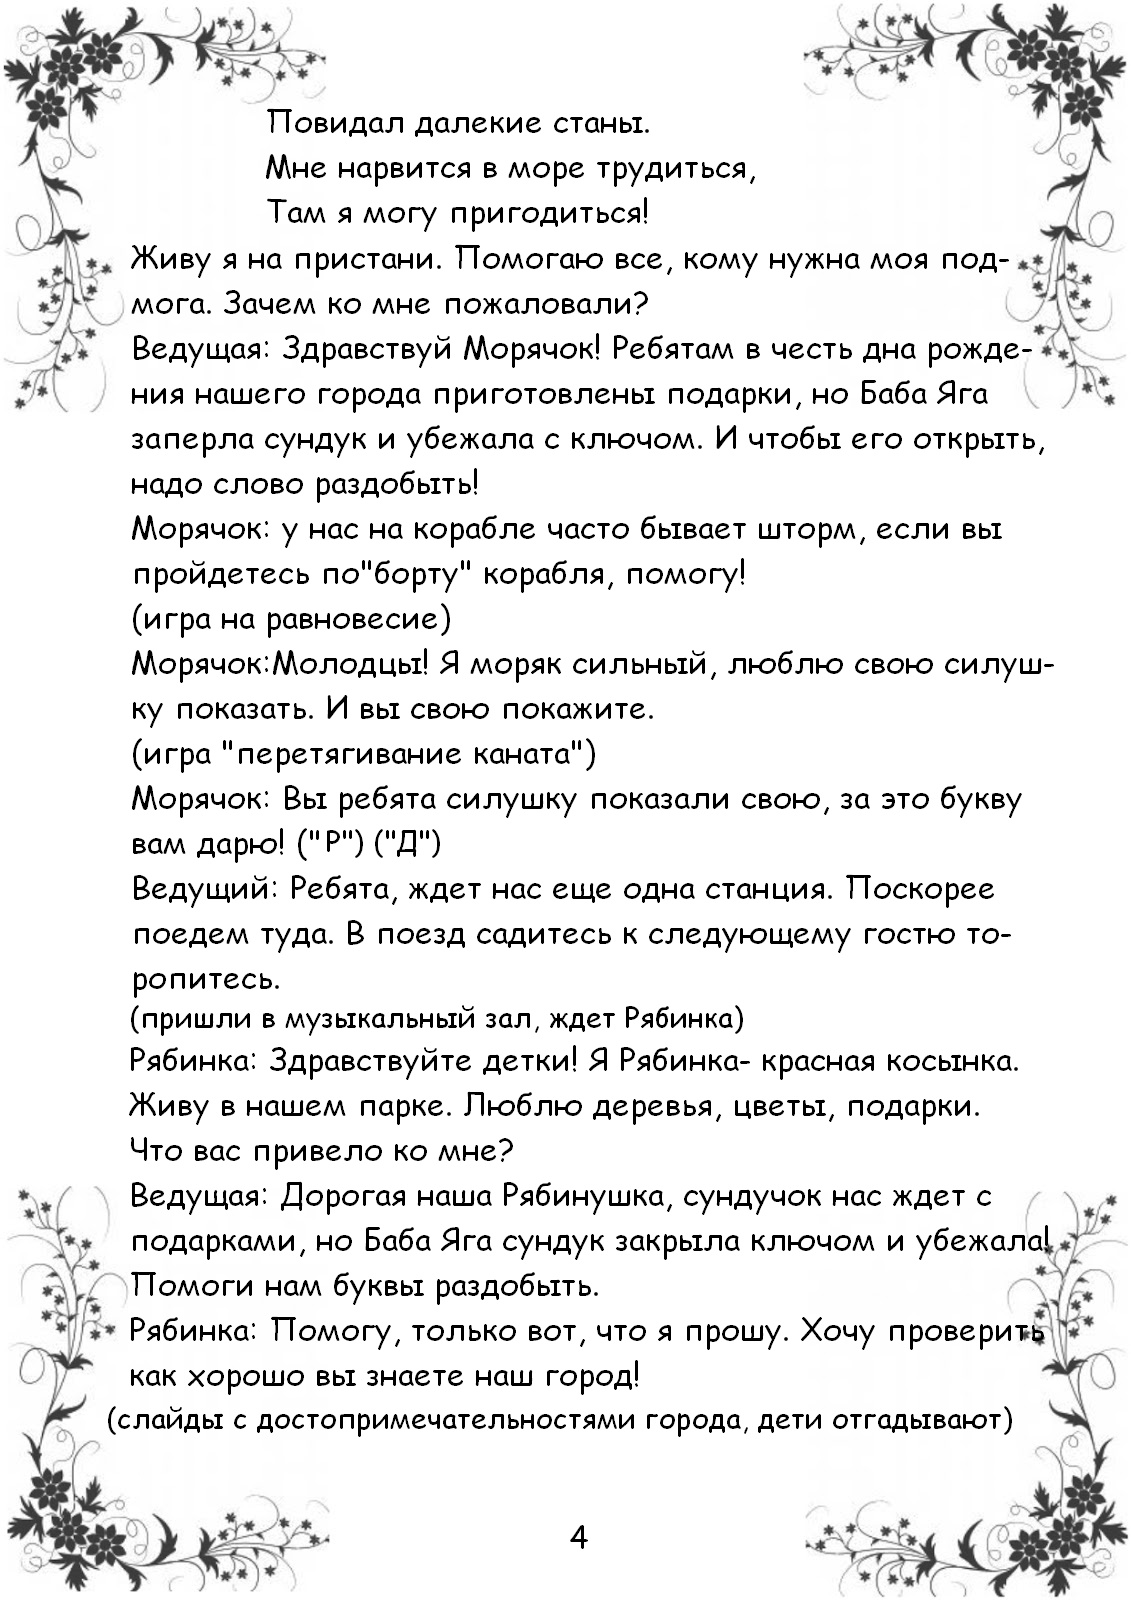 Повидал далекие станы.
Мне нарвится в море трудиться,
Там я могу пригодиться!
Живу я на пристани. Помогаю все, кому нужна моя под-
мога. Зачем ко мне пожаловали?
Ведущая: Здравствуй Морячок! Ребятам в честь дна рожде-
ния нашего города приготовлены подарки, но Баба Яга
заперла сундук и убежала с ключом. И чтобы его открыть,
надо слово раздобыть!
Морячок: у нас на корабле часто бывает шторм, если вы
пройдетесь по"борту" корабля, помогу!
(игра на равновесие)
Морячок:Молодцы! Я моряк сильный, люблю свою силуш-
ку показать. И вы свою покажите.
(игра "перетягивание каната")
Морячок: Вы ребята силушку показали свою, за это букву
вам дарю! ("Р") ("Д")
Ведущий: Ребята, ждет нас еще одна станция. Поскорее
поедем туда. В поезд садитесь к следующему гостю то-
ропитесь.
(пришли в музыкальный зал, ждет Рябинка)
Рябинка: Здравствуйте детки! Я Рябинка- красная косынка.
Живу в нашем парке. Люблю деревья, цветы, подарки.
Что вас привело ко мне?
Ведущая: Дорогая наша Рябинушка, сундучок нас ждет с
подарками, но Баба Яга сундук закрыла ключом и убежала!
Помоги нам буквы раздобыть.
Рябинка: Помогу, только вот, что я прошу. Хочу проверить
как хорошо вы знаете наш город!
(слайды с достопримечательностями города, дети отгадывают)
4